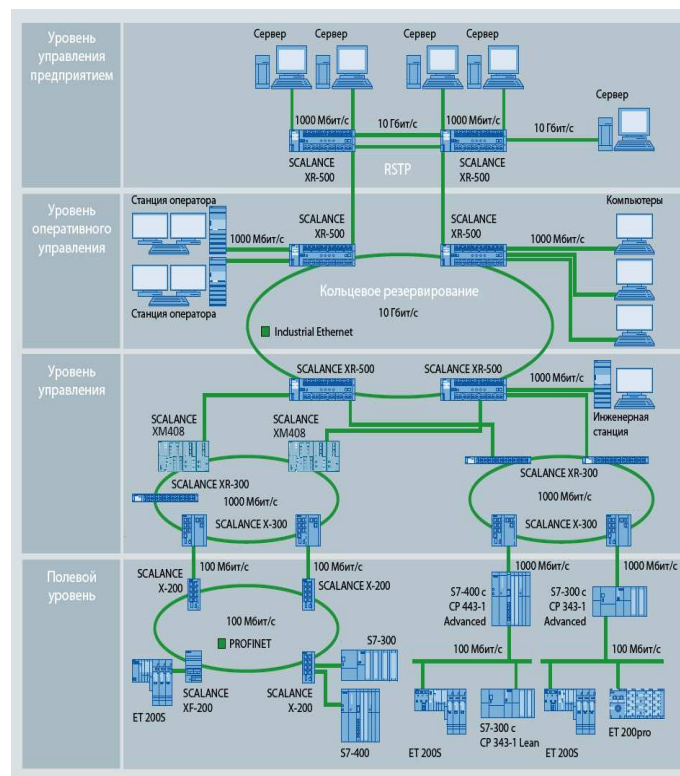 Уровень
управления
предприятием
Сервер
Сервер
Сервер
Сервер
Сервер
1000 Мбит/с
10 Гбит/с
1000 Мбит/с
10 Гбит/с
SCALANCE
XR-500
RSTP
SCALANCE
XR-500
Уровень
оперативного
управления
Станция оператора
1000 Мбит/с
SCALANCE
XR-500
SCALANCE
XR-500
Компьютеры
1000 Мбит/с
Станция оператора
Кольцевое резервирование
10 Гбит/с
Industrial Ethernet
Уровень
управления
SCALANCE XR-500
SCALANCE XR-500
1000 Мбит/с
Инженерная
станция
SCALANCE
XM408
SCALANCE
XM408
SCALANCE XR-300
1000 Мбит/с
SCALANCE X-300
SCALANCE XR-300
1000 Мбит/с
SCALANCE X-300
Полевой
уровень
100 Мбит/с
100 Мбит/с
1000 Мбит/с
1000 Мбит/с
SCALANCE
X-200
SCALANCE X-200
S7-400 с
CP 443-1
Advanced
S7-300 с
CP 343-1
Advanced
100 Мбит/с
PROFINET
S7-300
100 Мбит/с
100 Мбит/с
SCALANCE
XF-200
SCALANCE
X-200
ET 200S
S7-400
ET 200S
S7-300 с
CP 343-1 Lean
ET 200S
ET 200pro